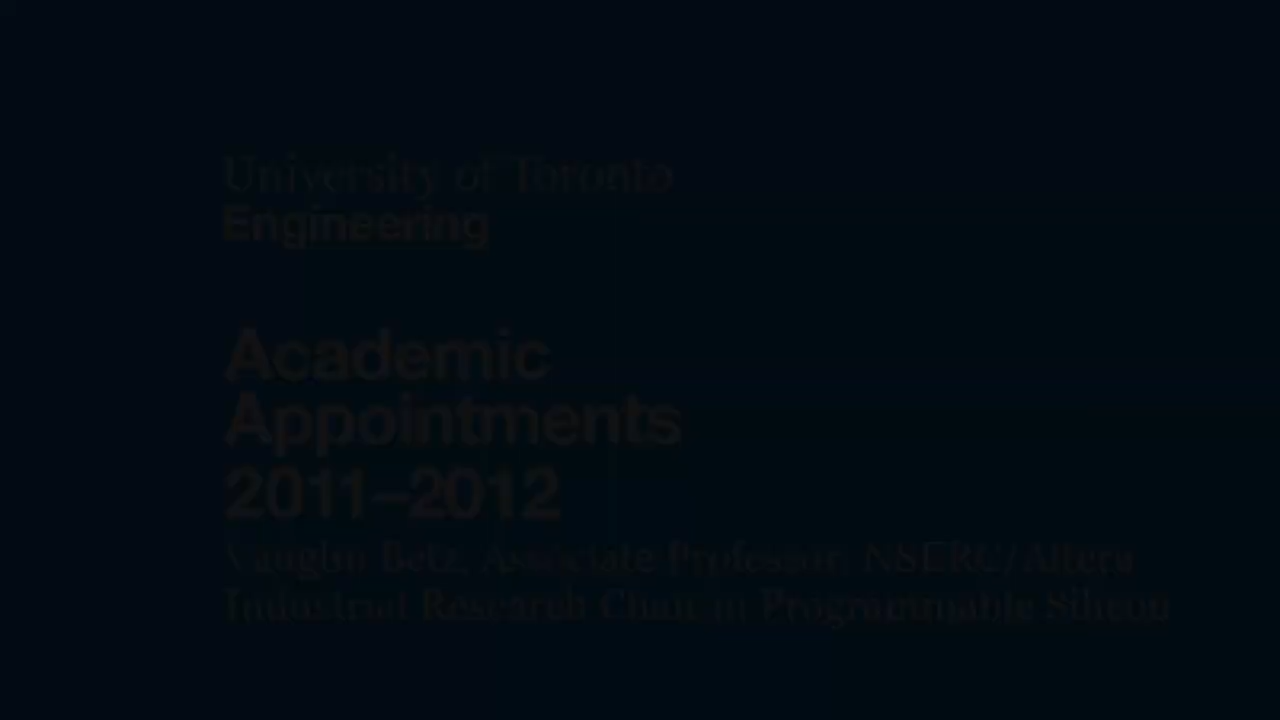 University of Toronto
Engineering
Academic
Appointments
2011–2012
Vaughn Betz, Associate Professor, NSERC/Altera
Industrial Research Chair in Programmable Silicon